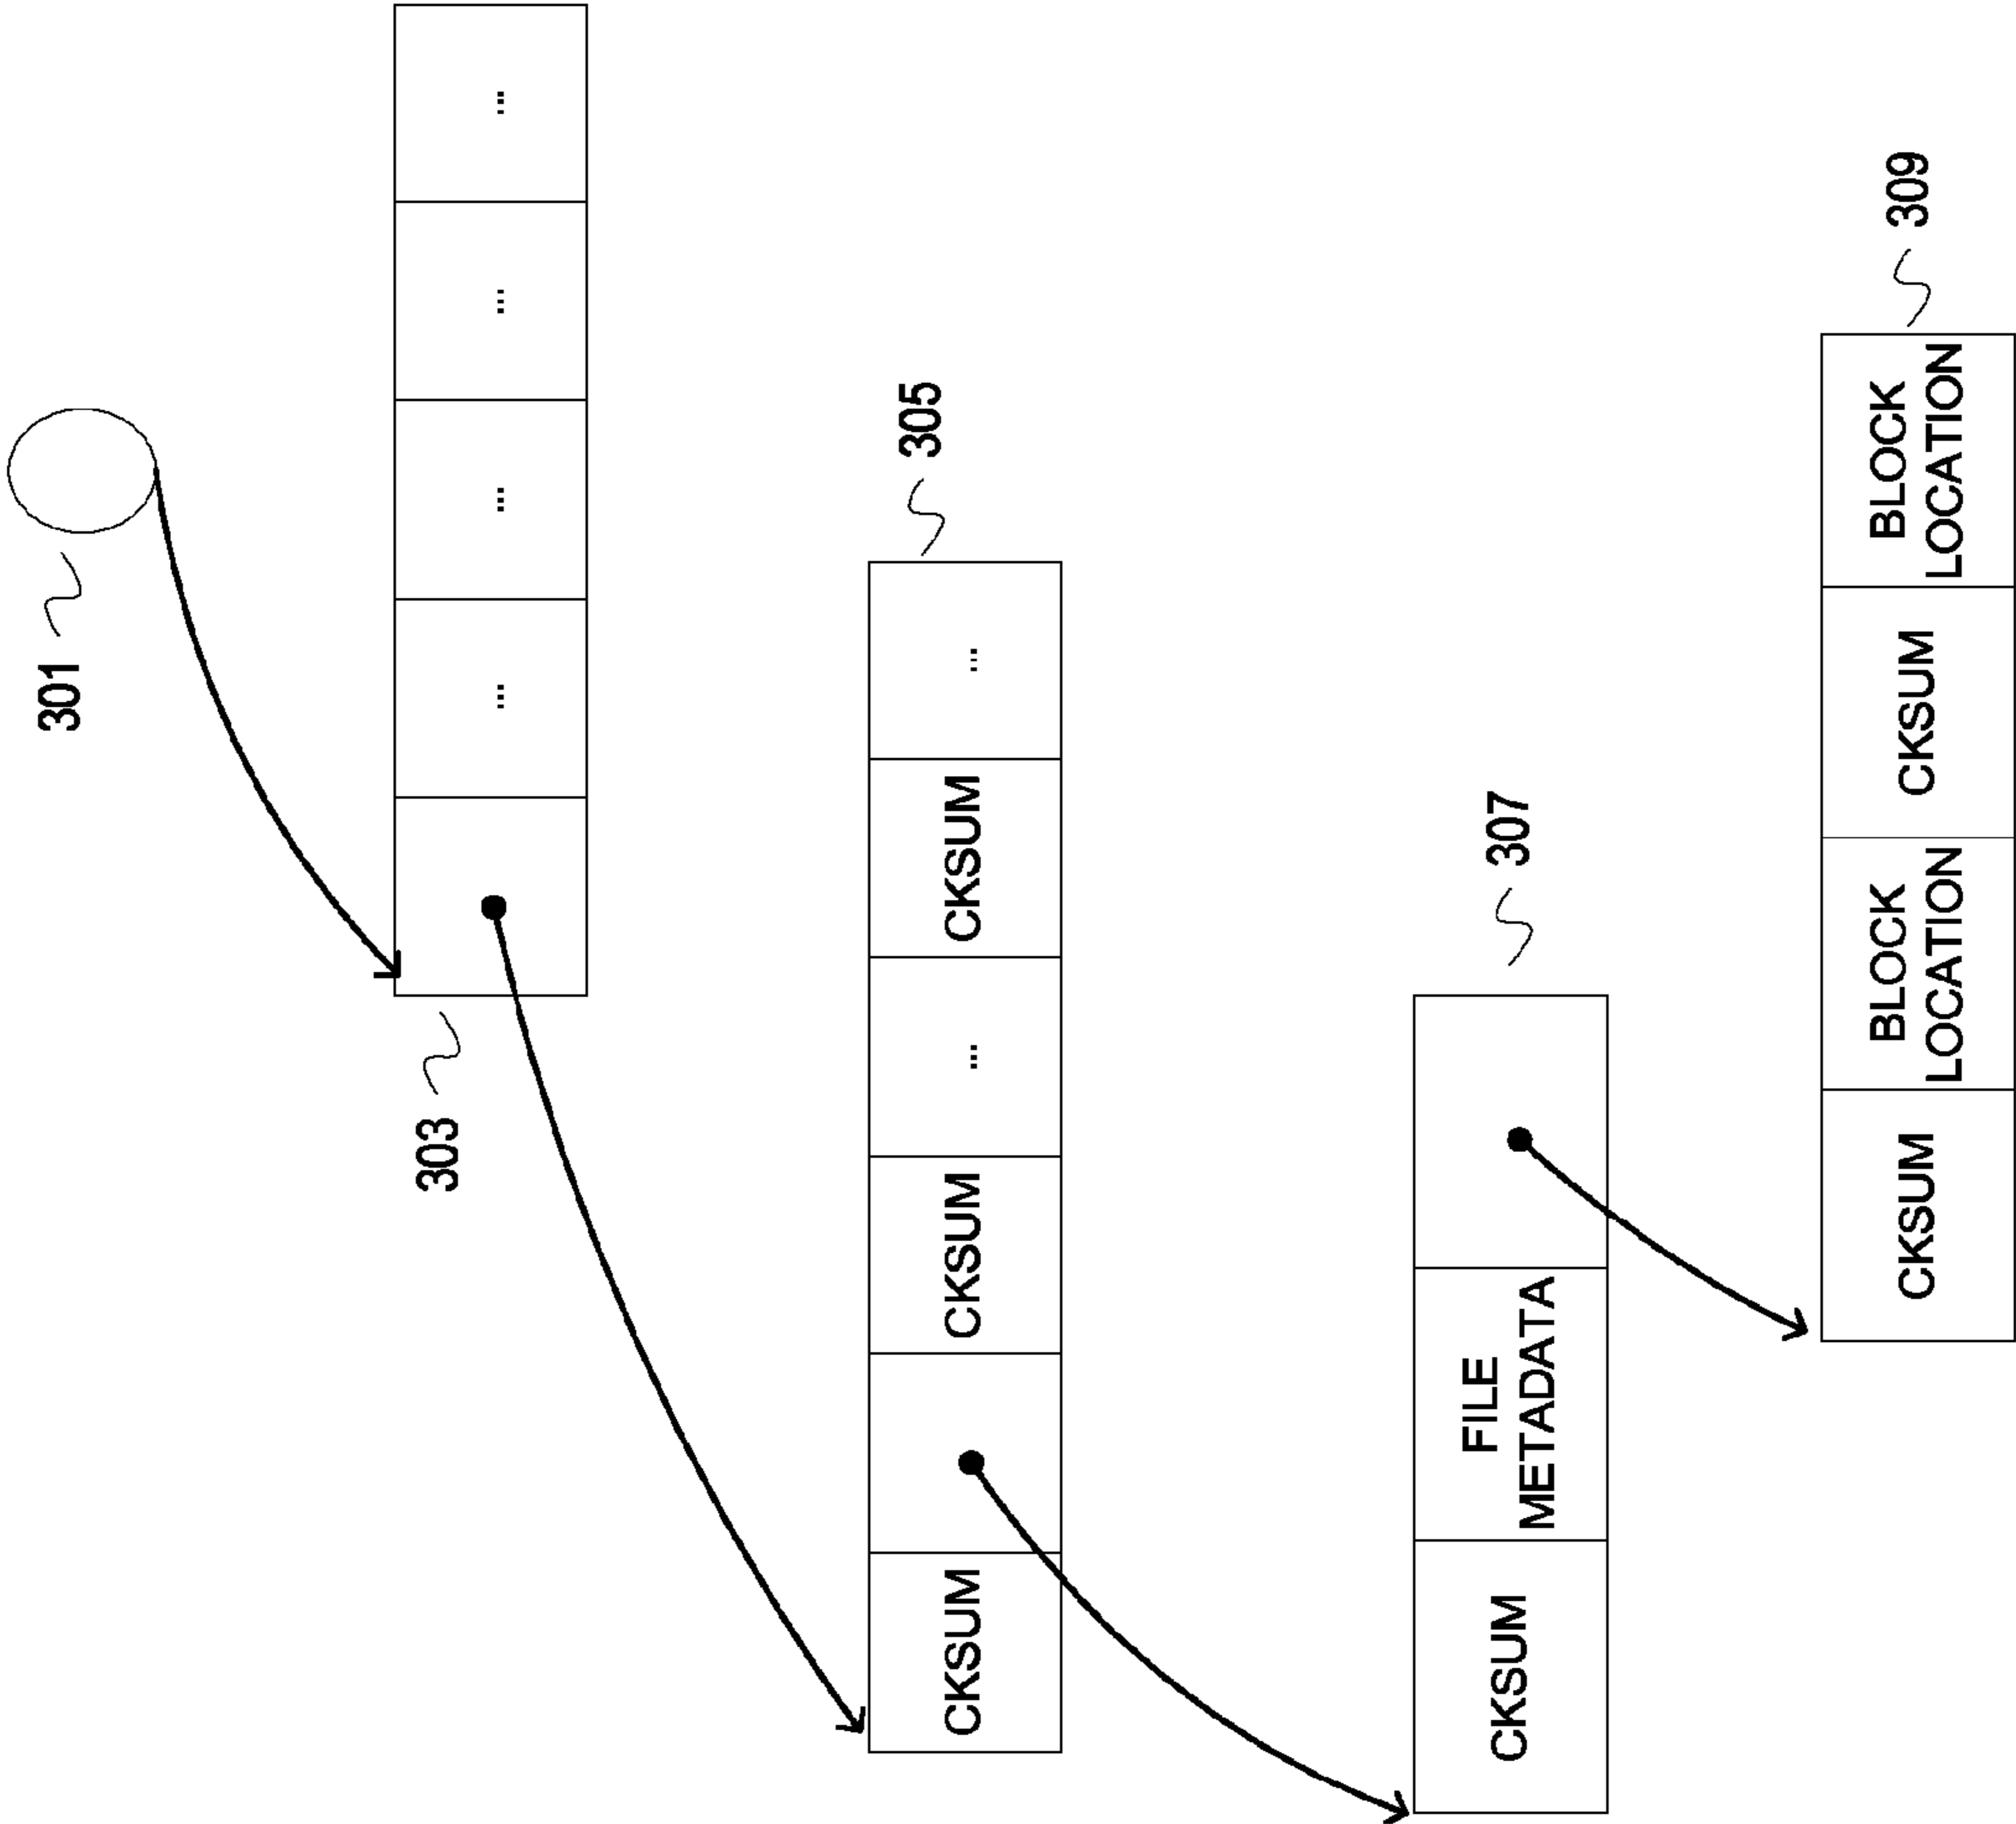 301
303
...
...
...
...
305
CKSUM
CKSUM
...
CKSUM
...
307
CKSUM
FILE
METADATA
309
CKSUM
BLOCK
LOCATION
CKSUM
BLOCK
LOCATION